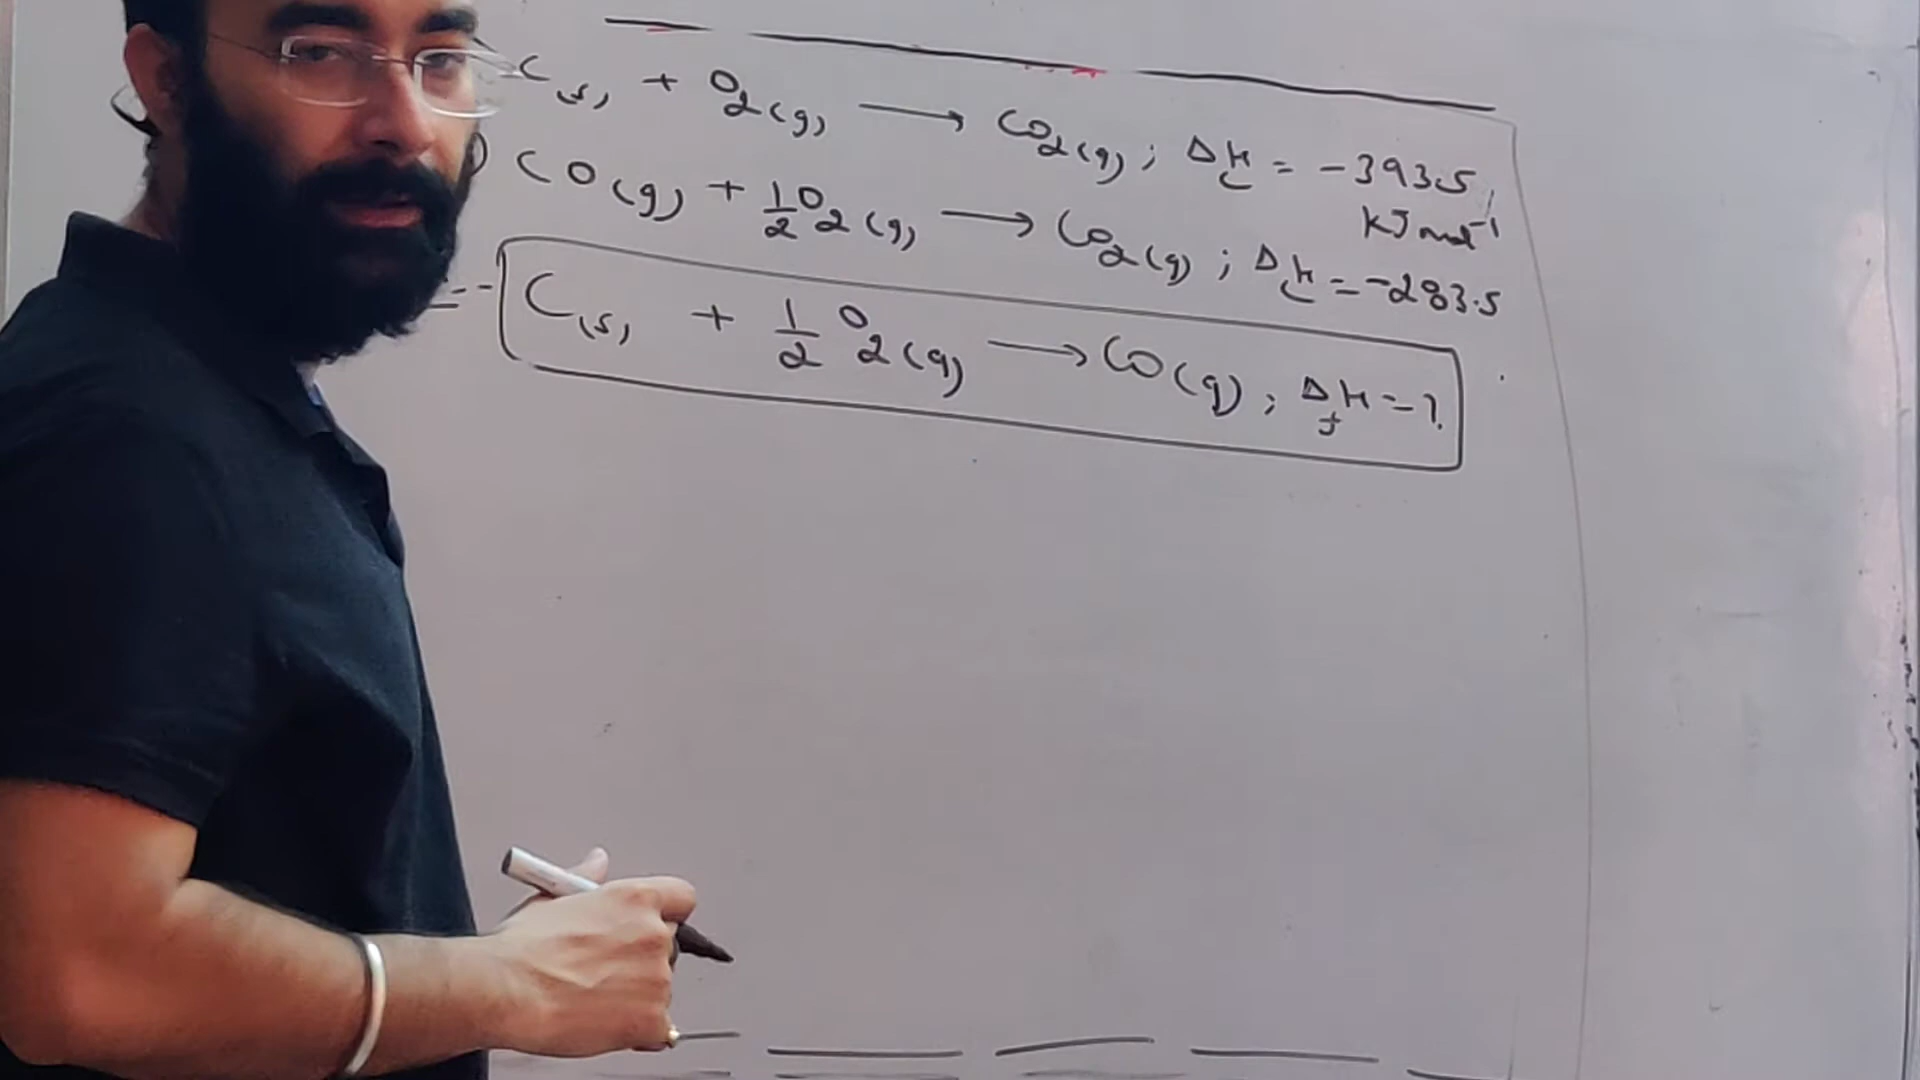 C(s) + O2(g) ⟶ CO2(g) ; ΔcH = -393.5
kJ mol⁻¹
) CO(g) + 1/2 O2(g) ⟶ CO2(g) ; ΔcH = -283.5
C(s) + 1/2 O2(g) ⟶ CO(g) ; ΔfH = ?